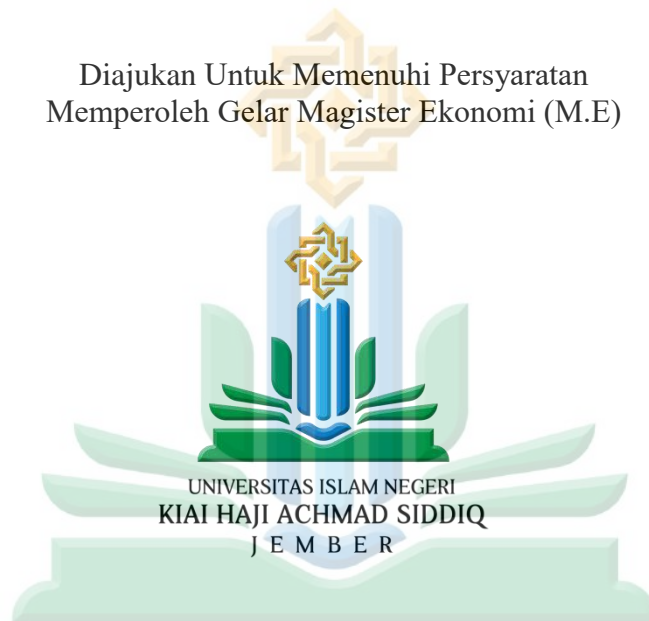 Diajukan Untuk Memenuhi Persyaratan
Memperoleh Gelar Magister Ekonomi (M.E)
UNIVERSITAS ISLAM NEGERI
KIAI HAJI ACHMAD SIDDIQ
J E M B E R